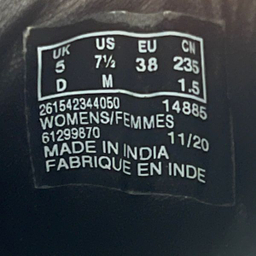 UK US EU CN
5 7½ 38 235
D M 1.5
261542344050 14885
WOMENS/FEMMES
61299870 11/20
MADE IN INDIA
FABRIQUE EN INDE